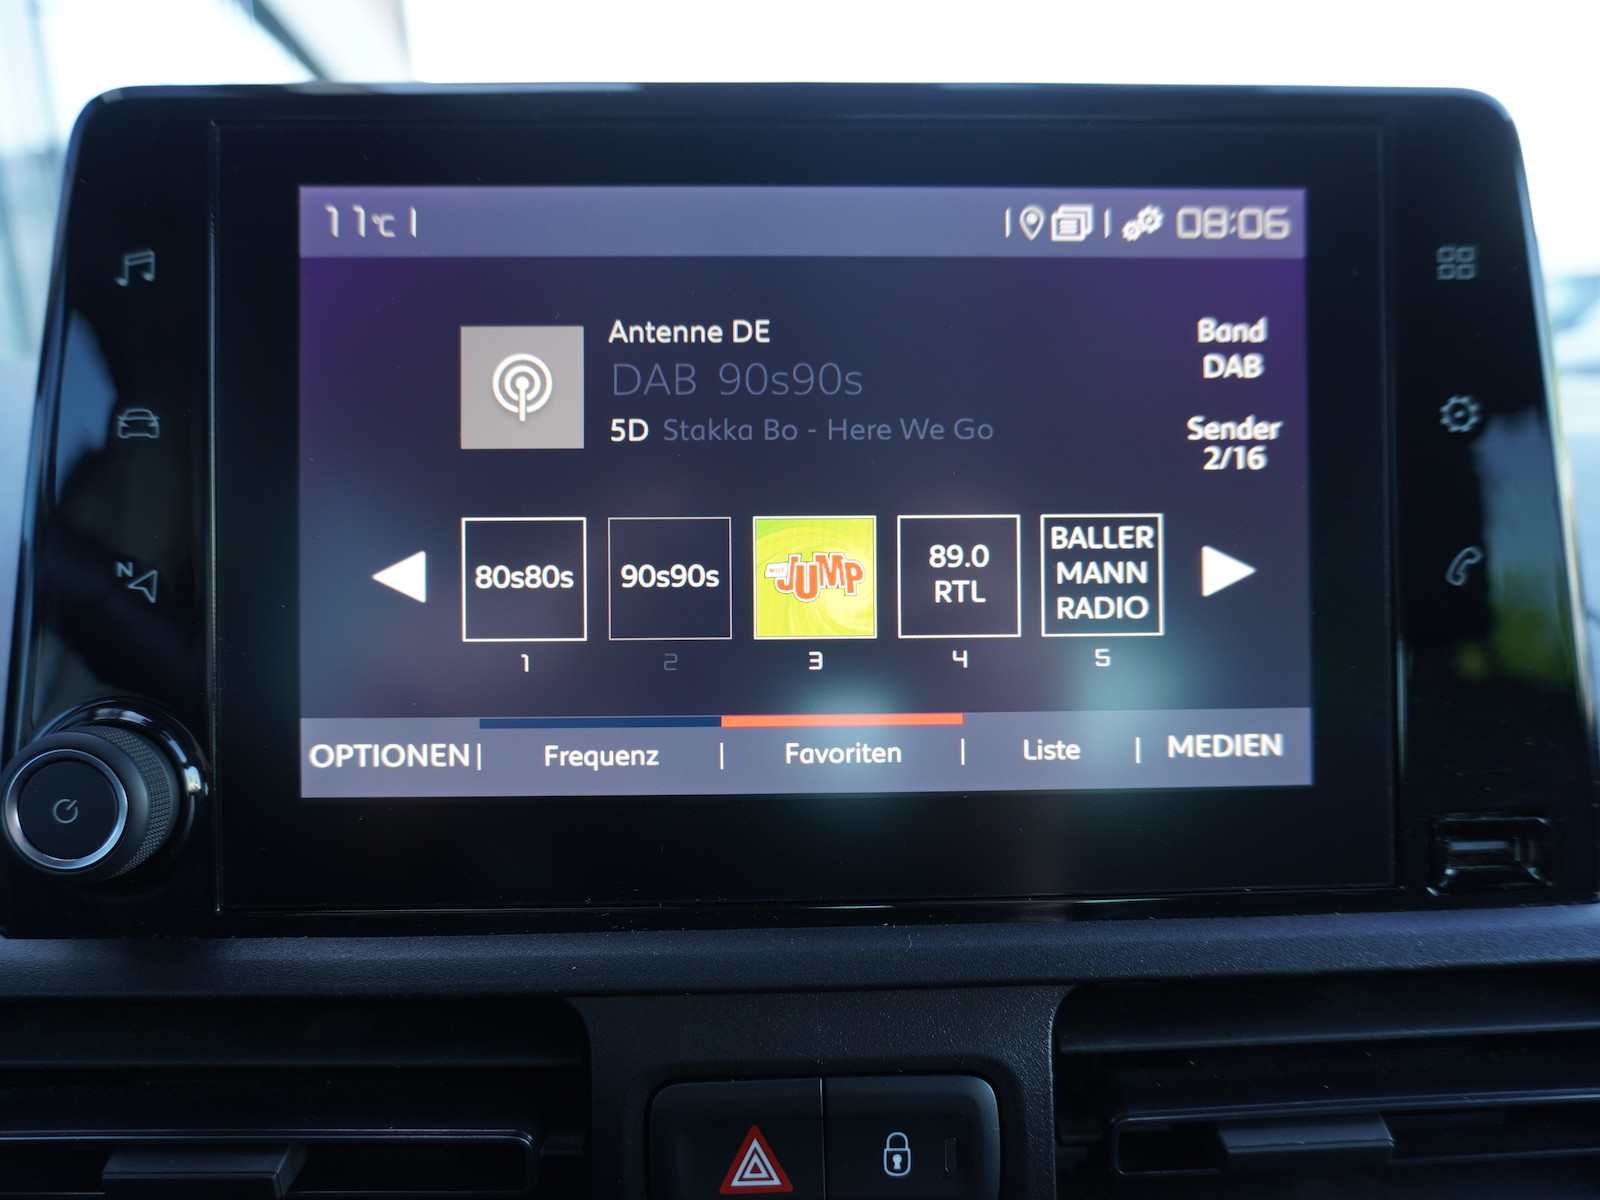 11°C
08:06
Antenne DE
DAB 90s90s
5D Stakka Bo - Here We Go
Band
DAB
Sender
2/16
80s80s
90s90s
JUMP
89.0
RTL
BALLER
MANN
RADIO
1
2
3
4
5
OPTIONEN
Frequenz
Favoriten
Liste
MEDIEN
N